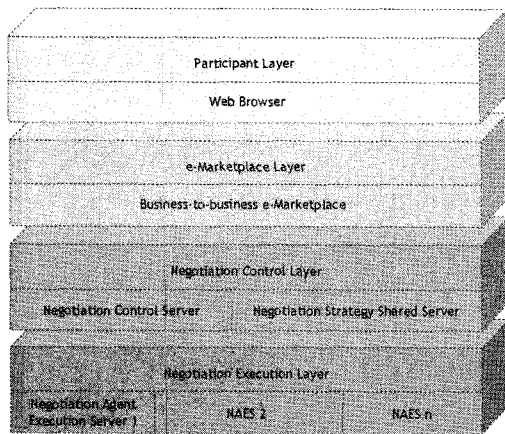 Participant Layer
Web Browser
e-Marketplace Layer
Business-to-business e-Marketplace
Negotiation Control Layer
Negotiation Control Server
Negotiation Strategy Shared Server
Negotiation Execution Layer
Negotiation Agent
Execution Server 1
NAES 2
NAES n